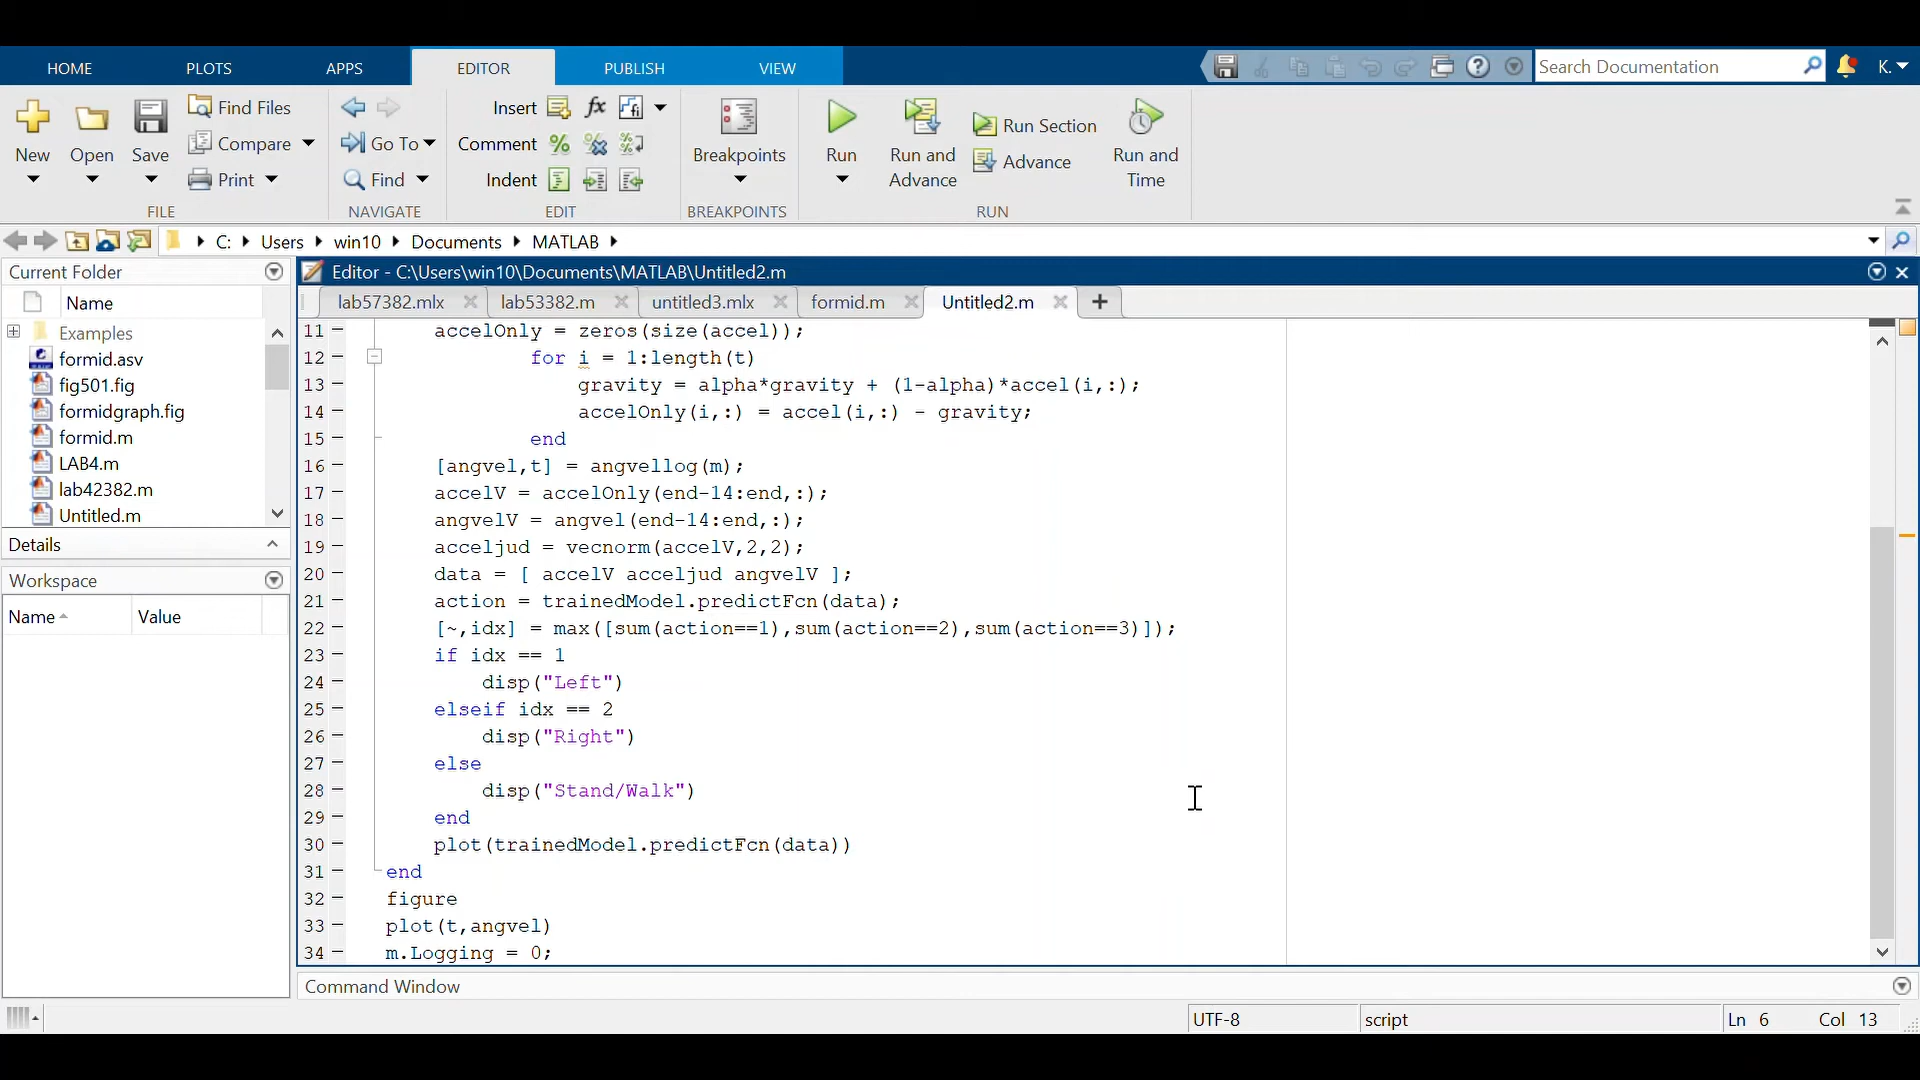 HOME PLOTS APPS EDITOR PUBLISH VIEW Search Documentation K.
New Open Save Find Files Compare Print
FILE
Go To Find
NAVIGATE
Insert fx fi
Comment % %
Indent
EDIT
Breakpoints
BREAKPOINTS
Run Run and Advance Run Section Advance Run and Time
RUN
C: Users win10 Documents MATLAB
Current Folder
Name
Examples
formid.asv
fig501.fig
formidgraph.fig
formid.m
LAB4.m
lab42382.m
Untitled.m
Details
Workspace
Name Value
Editor - C:\Users\win10\Documents\MATLAB\Untitled2.m
lab57382.mlx lab53382.m untitled3.mlx formid.m Untitled2.m +
11 accelOnly = zeros(size(accel));
12 for i = 1:length(t)
13 gravity = alpha*gravity + (1-alpha)*accel(i,:);
14 accelOnly(i,:) = accel(i,:) - gravity;
15 end
16 [angvel,t] = angvellog(m);
17 accelV = accelOnly(end-14:end,:);
18 angvelV = angvel(end-14:end,:);
19 acceljud = vecnorm(accelV,2,2);
20 data = [ accelV acceljud angvelV ];
21 action = trainedModel.predictFcn(data);
22 [~,idx] = max([sum(action==1),sum(action==2),sum(action==3)]);
23 if idx == 1
24 disp("Left")
25 elseif idx == 2
26 disp("Right")
27 else
28 disp("Stand/Walk")
29 end
30 plot(trainedModel.predictFcn(data))
31 end
32 figure
33 plot(t,angvel)
34 m.Logging = 0;
Command Window
UTF-8 script Ln 6 Col 13